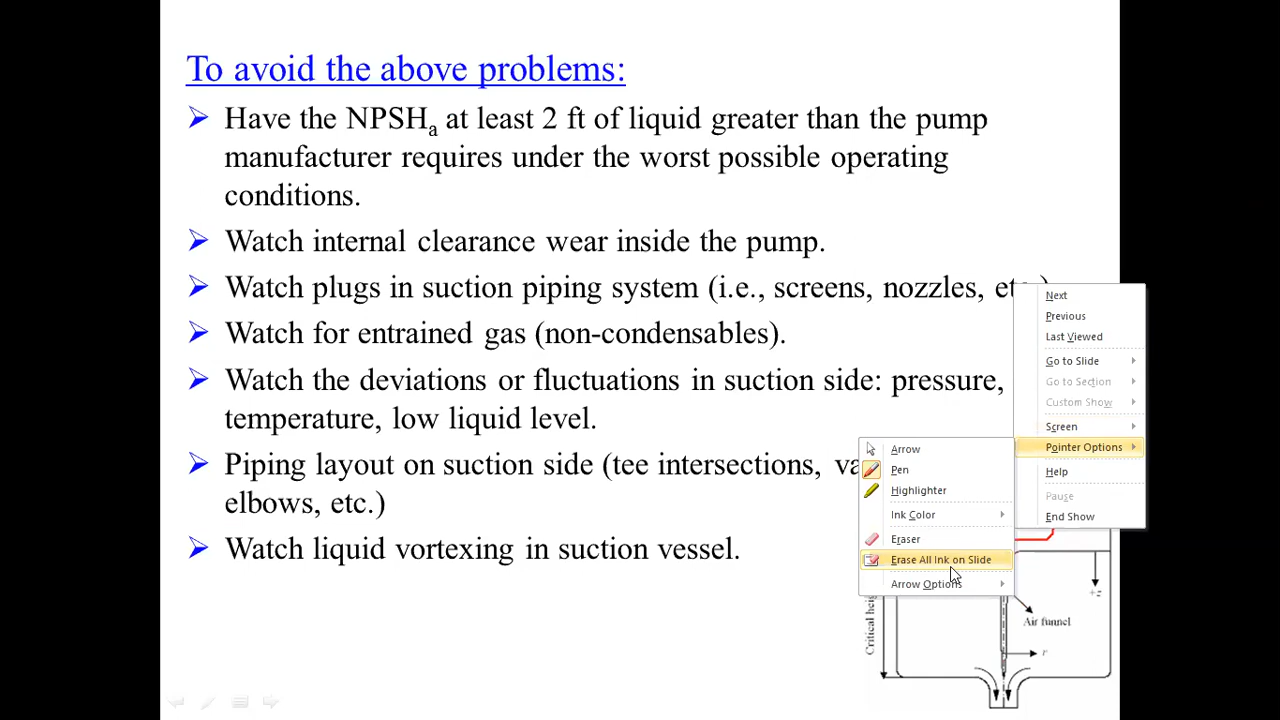 To avoid the above problems:
Have the NPSHa at least 2 ft of liquid greater than the pump
manufacturer requires under the worst possible operating
conditions.
Watch internal clearance wear inside the pump.
Watch plugs in suction piping system (i.e., screens, nozzles, etc.)
Watch for entrained gas (non-condensables).
Watch the deviations or fluctuations in suction side: pressure,
temperature, low liquid level.
Piping layout on suction side (tee intersections, va
elbows, etc.)
Watch liquid vortexing in suction vessel.
Next
Previous
Last Viewed
Go to Slide
Go to Section
Custom Show
Screen
Pointer Options
Help
Pause
End Show
Arrow
Pen
Highlighter
Ink Color
Eraser
Erase All Ink on Slide
Arrow Options
Critical hei
+z
Air funnel
r